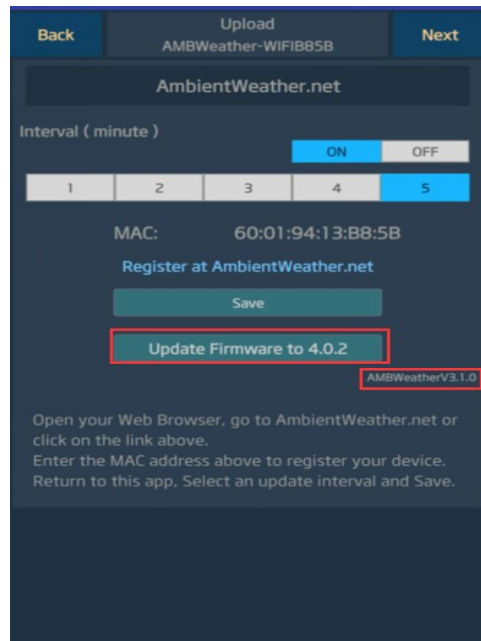 Back
Upload
AMBWeather-WIFIB85B
Next
AmbientWeather.net
Interval ( minute )
ON
OFF
1
2
3
4
5
MAC: 60:01:94:13:B8:5B
Register at AmbientWeather.net
Save
Update Firmware to 4.0.2
AMBWeatherV3.1.0
Open your Web Browser, go to AmbientWeather.net or
click on the link above.
Enter the MAC address above to register your device.
Return to this app, Select an update interval and Save.